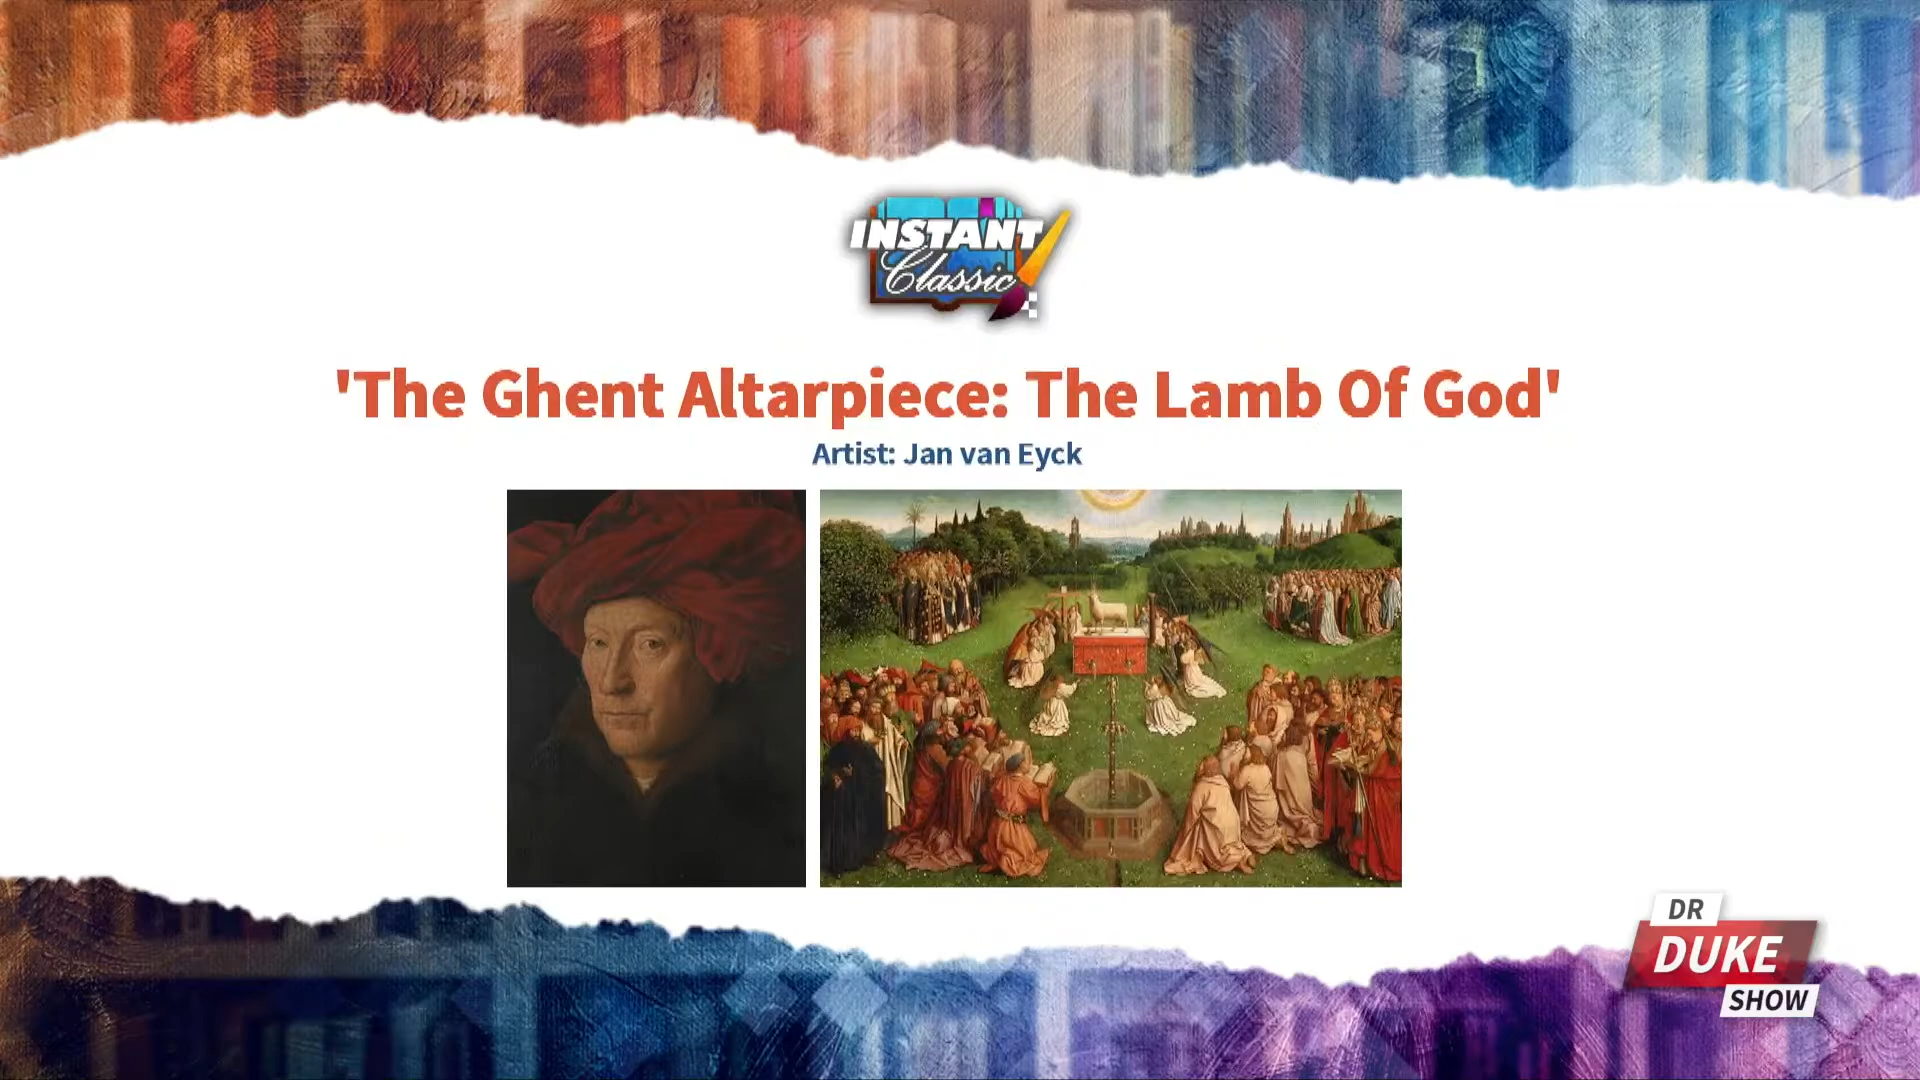 INSTANT
Classic
'The Ghent Altarpiece: The Lamb Of God'
Artist: Jan van Eyck
DR
DUKE
SHOW